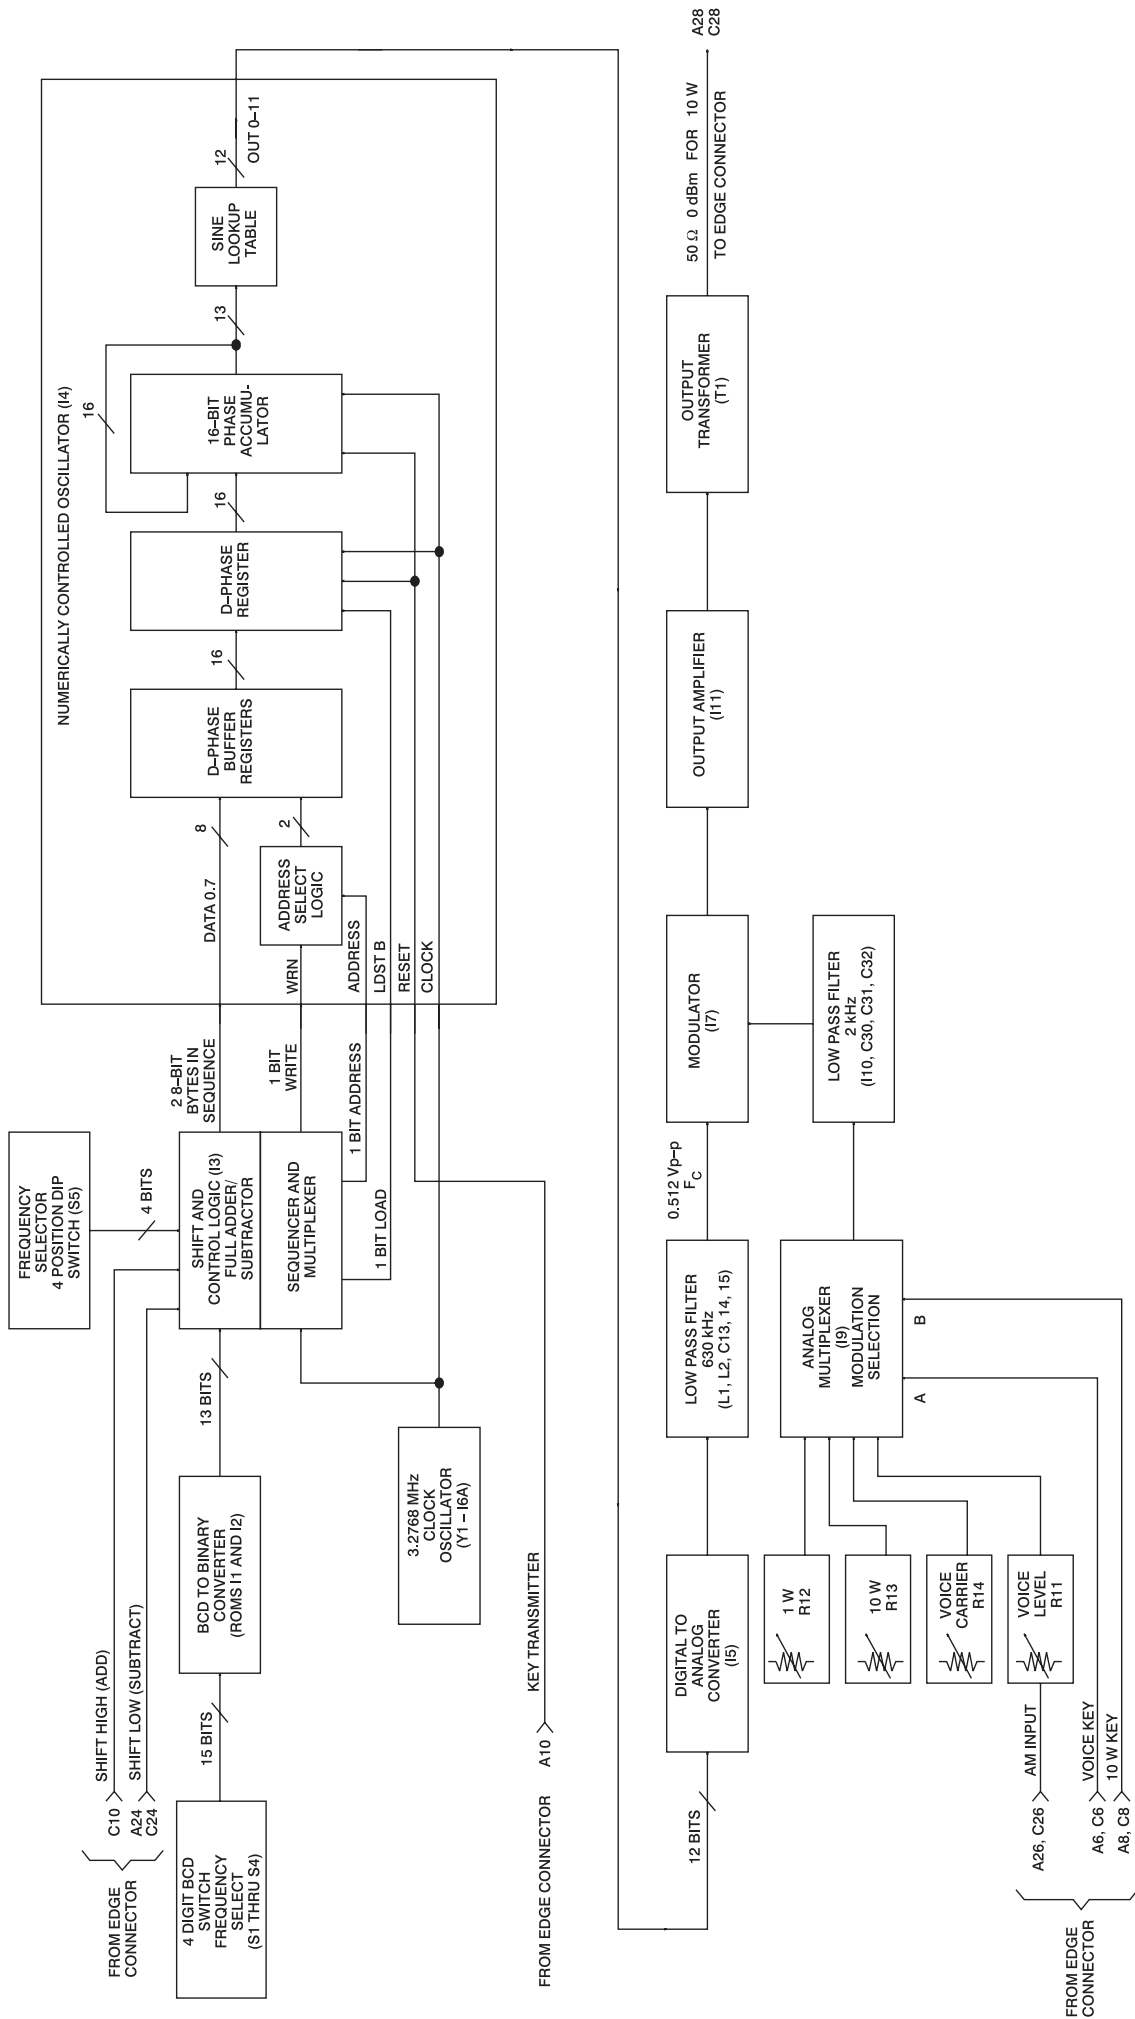 FREQUENCY
SELECTOR
4 POSITION DIP
SWITCH (S5)
4 BITS
FROM EDGE
CONNECTOR
C10
A24
C24
SHIFT HIGH (ADD)
SHIFT LOW (SUBTRACT)
4 DIGIT BCD
SWITCH
FREQUENCY
SELECT
(S1 THRU S4)
15 BITS
BCD TO BINARY
CONVERTER
(ROMS I1 AND I2)
13 BITS
SHIFT AND
CONTROL LOGIC (I3)
FULL ADDER/
SUBTRACTOR
SEQUENCER AND
MULTIPLEXER
2 8–BIT
BYTES IN
SEQUENCE
1 BIT
WRITE
1 BIT ADDRESS
1 BIT LOAD
3.2768 MHz
CLOCK
OSCILLATOR
(Y1 – I6A)
FROM EDGE CONNECTOR
A10
KEY TRANSMITTER
NUMERICALLY CONTROLLED OSCILLATOR (I4)
DATA 0.7
8
WRN
ADDRESS
LDST B
RESET
CLOCK
ADDRESS
SELECT
LOGIC
2
D–PHASE
BUFFER
REGISTERS
16
D–PHASE
REGISTER
16
16–BIT
PHASE
ACCUMU-
LATOR
16
13
SINE
LOOKUP
TABLE
12
OUT 0–11
12 BITS
DIGITAL TO
ANALOG
CONVERTER
(I5)
LOW PASS FILTER
630 kHz
(L1, L2, C13, 14, 15)
0.512 Vp–p
FC
MODULATOR
(I7)
OUTPUT AMPLIFIER
(I11)
OUTPUT
TRANSFORMER
(T1)
50 Ω 0 dBm FOR 10 W
TO EDGE CONNECTOR
A28
C28
1 W
R12
10 W
R13
VOICE
CARRIER
R14
VOICE
LEVEL
R11
ANALOG
MULTIPLEXER
(I9)
MODULATION
SELECTION
A
B
LOW PASS FILTER
2 kHz
(I10, C30, C31, C32)
FROM EDGE
CONNECTOR
A26, C26
AM INPUT
A6, C6
VOICE KEY
A8, C8
10 W KEY